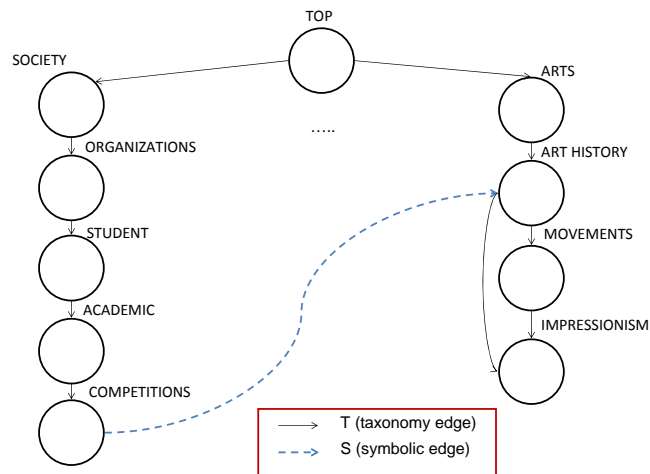 TOP
SOCIETY
ARTS
.....
ORGANIZATIONS
ART HISTORY
STUDENT
MOVEMENTS
ACADEMIC
IMPRESSIONISM
COMPETITIONS
T (taxonomy edge)
S (symbolic edge)